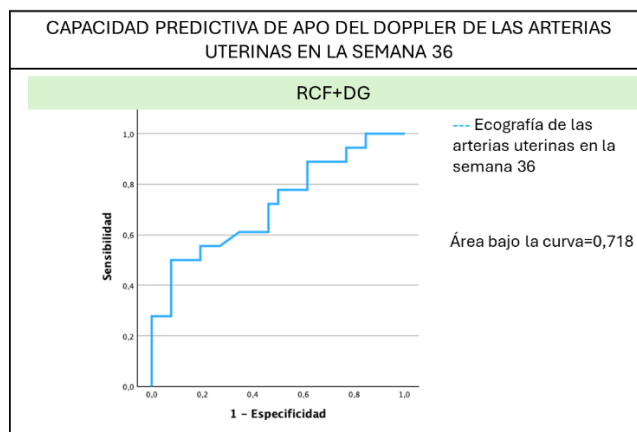 CAPACIDAD PREDICTIVA DE APO DEL DOPPLER DE LAS ARTERIAS
UTERINAS EN LA SEMANA 36
RCF+DG
--- Ecografía de las
arterias uterinas en la
semana 36
Área bajo la curva=0,718
Sensibilidad
1,0
0,8
0,6
0,4
0,2
0,0
0,0 0,2 0,4 0,6 0,8 1,0
1 – Especificidad